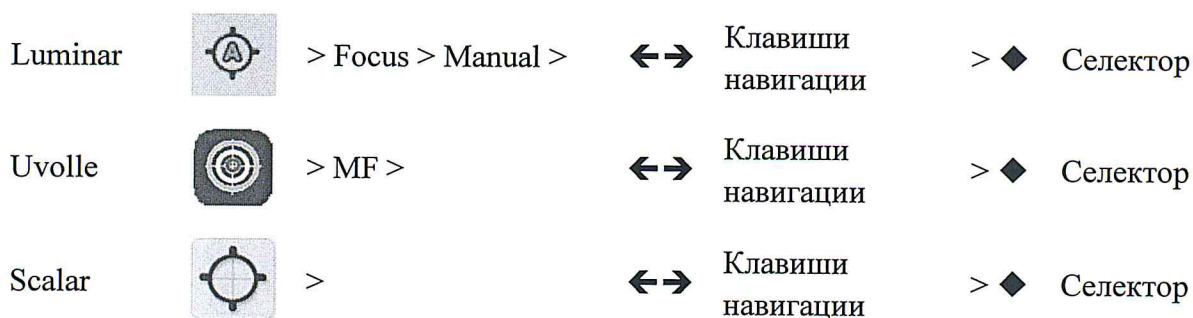 Luminar A > Focus > Manual > ←→ Клавиши навигации > ◆ Селектор
Uvolle > MF > ←→ Клавиши навигации > ◆ Селектор
Scalar > ←→ Клавиши навигации > ◆ Селектор